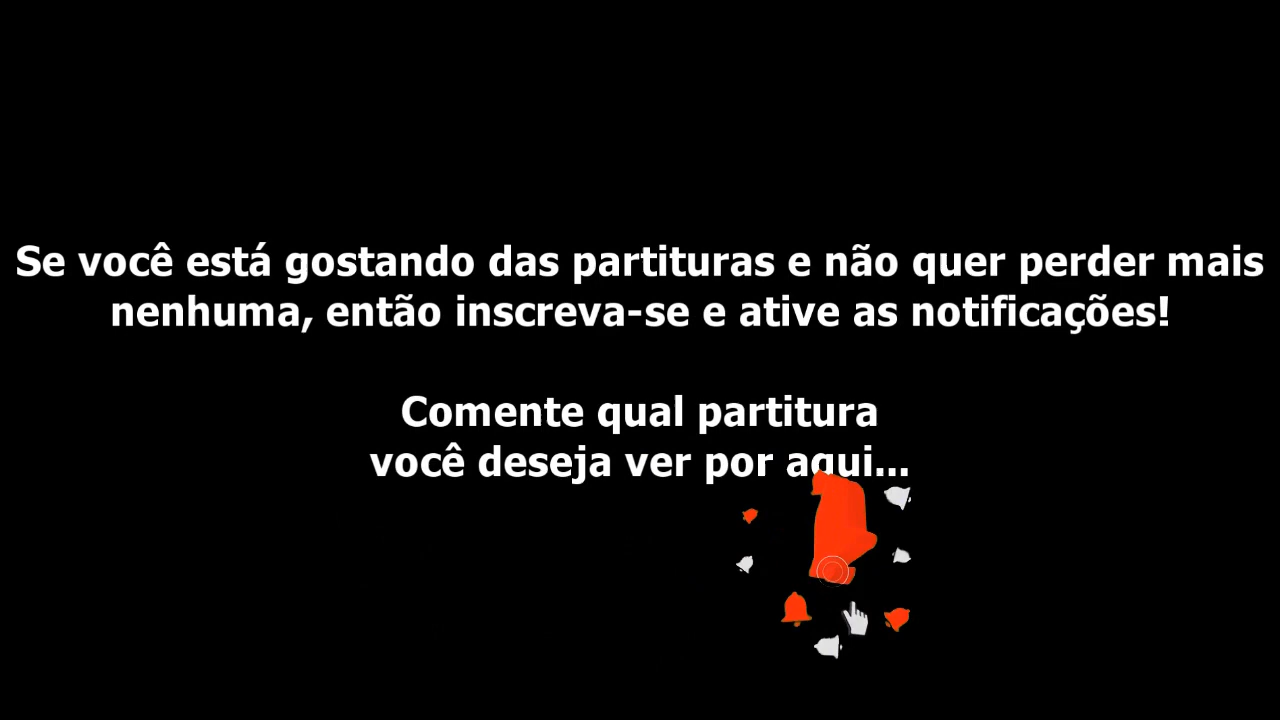 Se você está gostando das partituras e não quer perder mais
nenhuma, então inscreva-se e ative as notificações!
Comente qual partitura
você deseja ver por aqui...